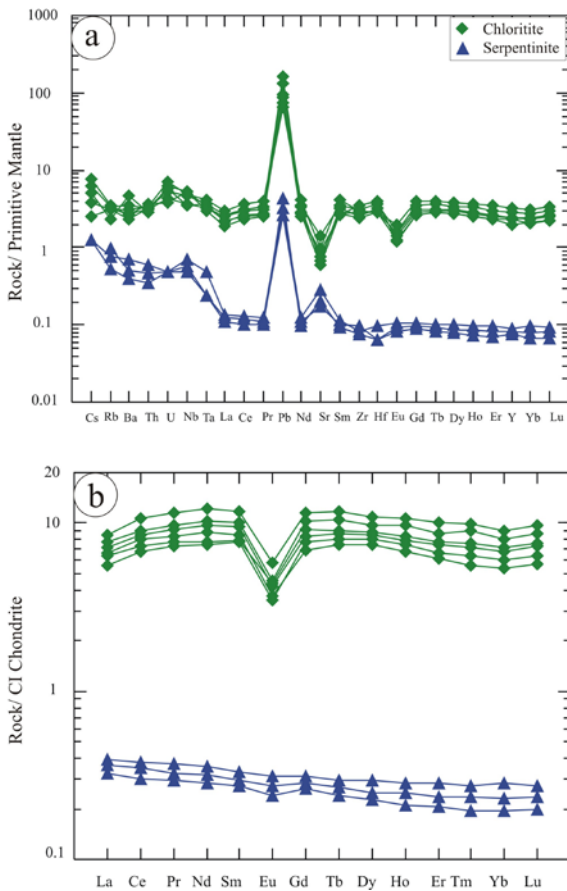 a
Chloritite
Serpentinite
1000
100
10
1
0.1
0.01
Rock/ Primitive Mantle
Cs Rb Ba Th U Nb Ta La Ce Pr Pb Nd Sr Sm Zr Hf Eu Gd Tb Dy Ho Er Y Yb Lu
b
20
10
1
0.1
Rock/ CI Chondrite
La Ce Pr Nd Sm Eu Gd Tb Dy Ho Er Tm Yb Lu